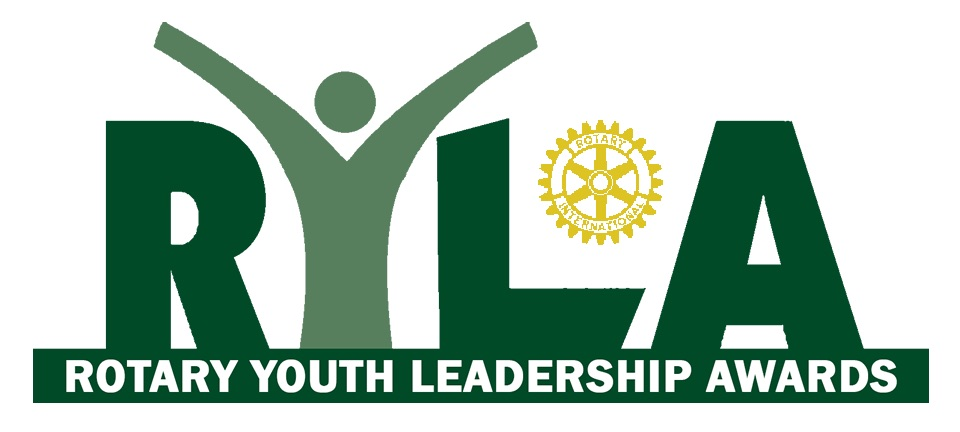 RYLA
ROTARY
INTERNATIONAL
ROTARY YOUTH LEADERSHIP AWARDS